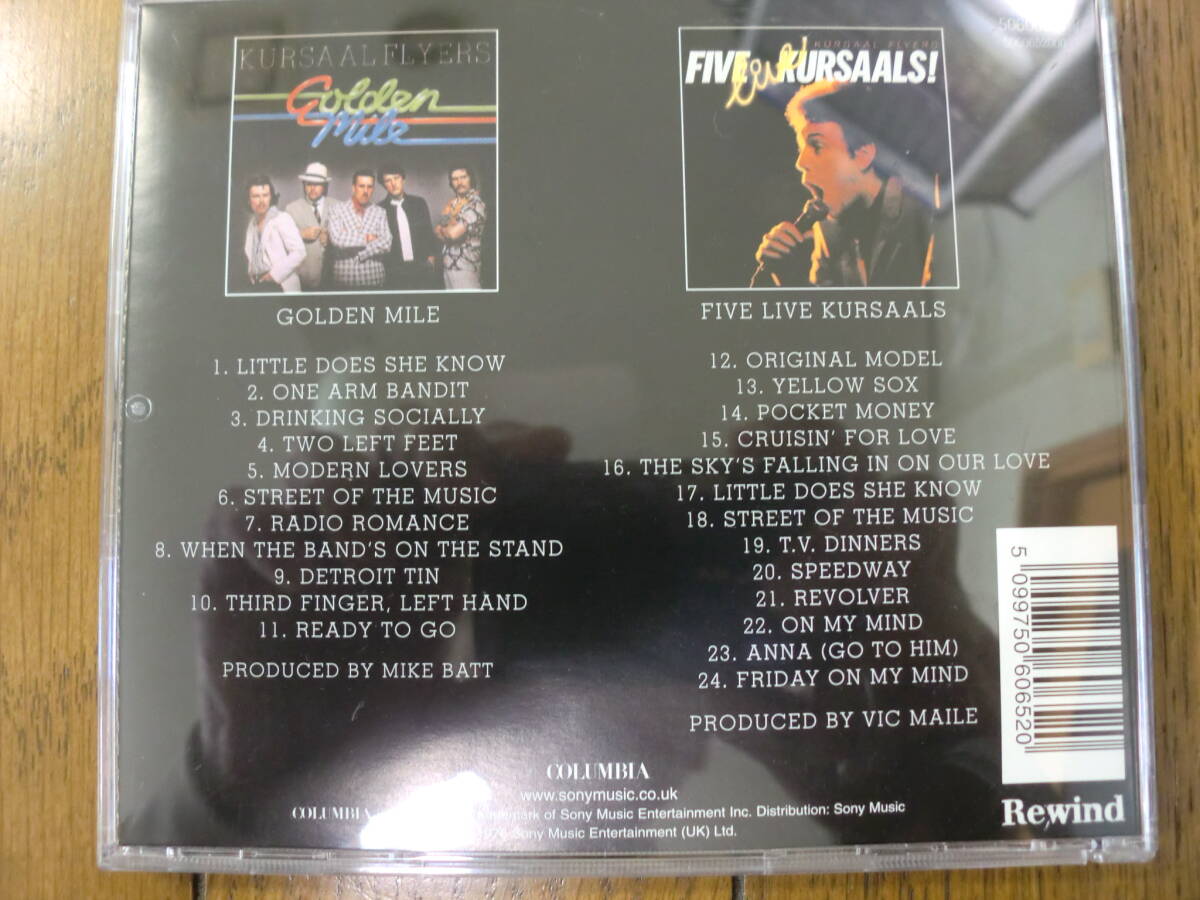 KURSAAL FLYERS
Golden
Mile
GOLDEN MILE
1. LITTLE DOES SHE KNOW
2. ONE ARM BANDIT
3. DRINKING SOCIALLY
4. TWO LEFT FEET
5. MODERN LOVERS
6. STREET OF THE MUSIC
7. RADIO ROMANCE
8. WHEN THE BAND'S ON THE STAND
9. DETROIT TIN
10. THIRD FINGER, LEFT HAND
11. READY TO GO
PRODUCED BY MIKE BATT
KURSAAL FLYERS
FIVE live KURSAALS!
FIVE LIVE KURSAALS
12. ORIGINAL MODEL
13. YELLOW SOX
14. POCKET MONEY
15. CRUISIN' FOR LOVE
16. THE SKY'S FALLING IN ON OUR LOVE
17. LITTLE DOES SHE KNOW
18. STREET OF THE MUSIC
19. T.V. DINNERS
20. SPEEDWAY
21. REVOLVER
22. ON MY MIND
23. ANNA (GO TO HIM)
24. FRIDAY ON MY MIND
PRODUCED BY VIC MAILE
5 099750 606520
COLUMBIA
www.sonymusic.co.uk
COLUMBIA of Sony Music Entertainment Inc. Distribution: Sony Music
Sony Music Entertainment (UK) Ltd.
Rewind